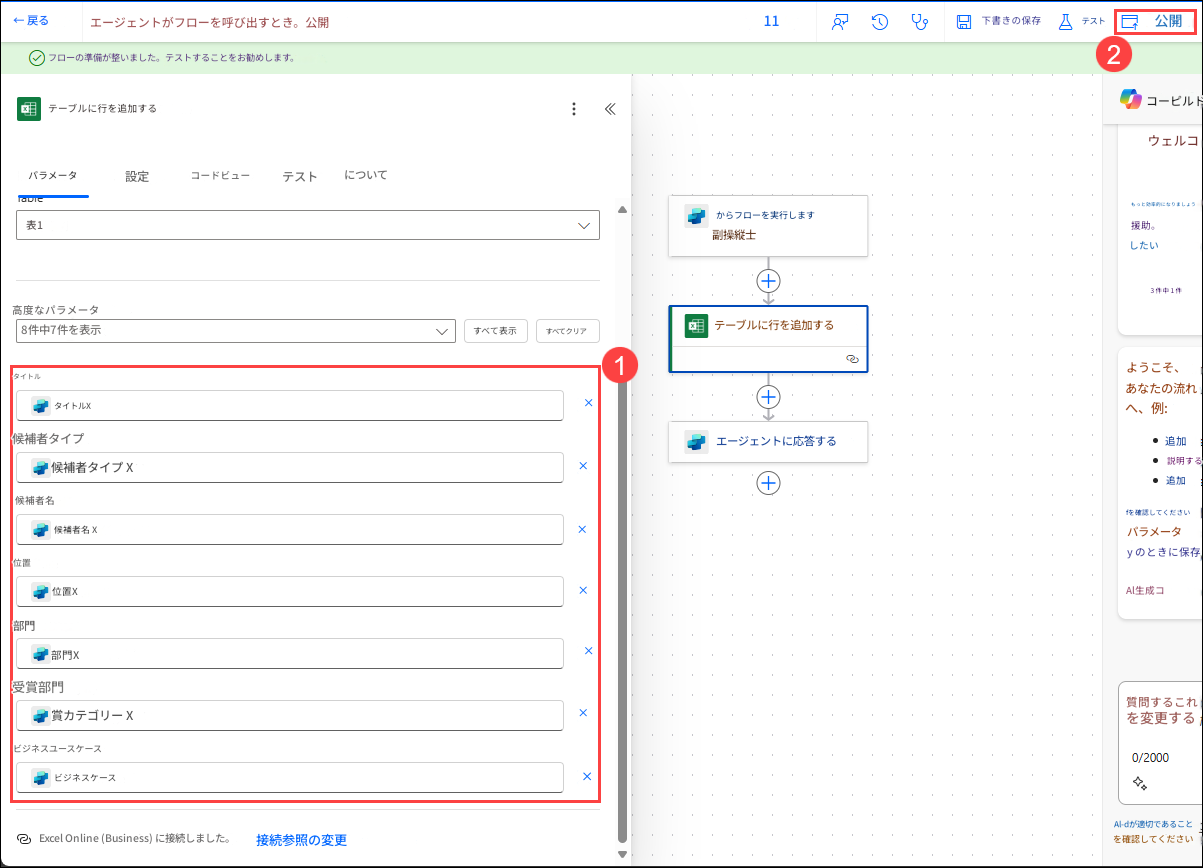 ←戻る
エージェントがフローを呼び出すとき。公開
11
下書きの保存
テスト
公開
2
フローの準備が整いました。テストすることをお勧めします。
テーブルに行を追加する
パラメータ
設定
コードビュー
テスト
について
Table
表1
高度なパラメータ
8件中7件を表示
すべて表示
すべてクリア
1
タイトル
タイトルX
候補者タイプ
候補者タイプ X
候補者名
候補者名 X
位置
位置X
部門
部門X
受賞部門
賞カテゴリー X
ビジネスユースケース
ビジネスケース
Excel Online (Business) に接続しました。
接続参照の変更
からフローを実行します
副操縦士
テーブルに行を追加する
エージェントに応答する
コーピルド
ウェルコ
もっと効率的になりましょう
援助。
したい
3件中1件
ようこそ、
あなたの流れ
へ、例:
追加
説明する
追加
fを確認してください
パラメータ
yのときに保存
AI生成コ
質問するこれ
を変更する
0/2000
AI-dが適切であること
を確認してください